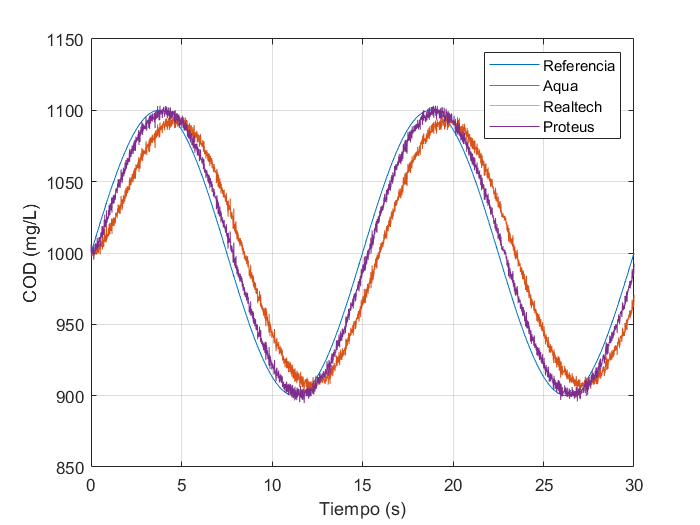 1150
1100
1050
1000
950
900
850
COD (mg/L)
0
5
10
15
20
25
30
Tiempo (s)
Referencia
Aqua
Realtech
Proteus